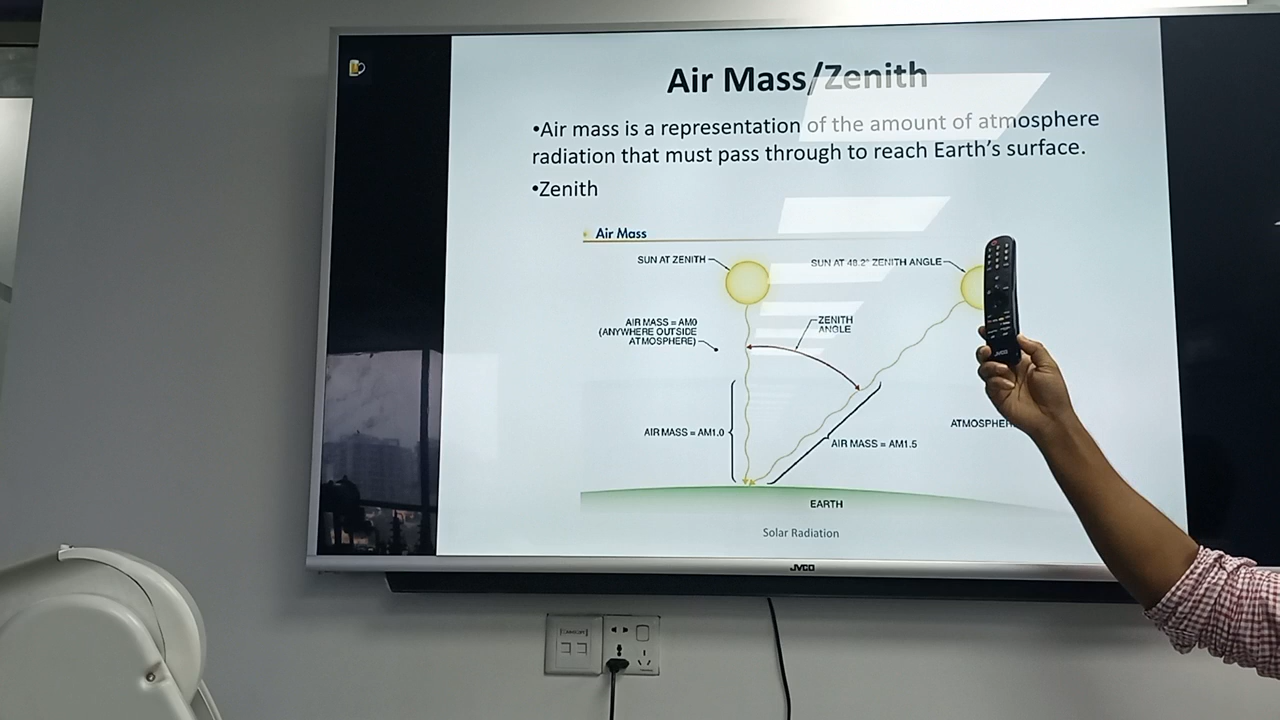 Air Mass/Zenith
•Air mass is a representation of the amount of atmosphere
radiation that must pass through to reach Earth's surface.
•Zenith
Air Mass
SUN AT ZENITH
SUN AT 48.2° ZENITH ANGLE
AIR MASS = AM0
(ANYWHERE OUTSIDE
ATMOSPHERE)
ZENITH
ANGLE
AIR MASS = AM1.0
AIR MASS = AM1.5
EARTH
Solar Radiation
JVCO
JVCO